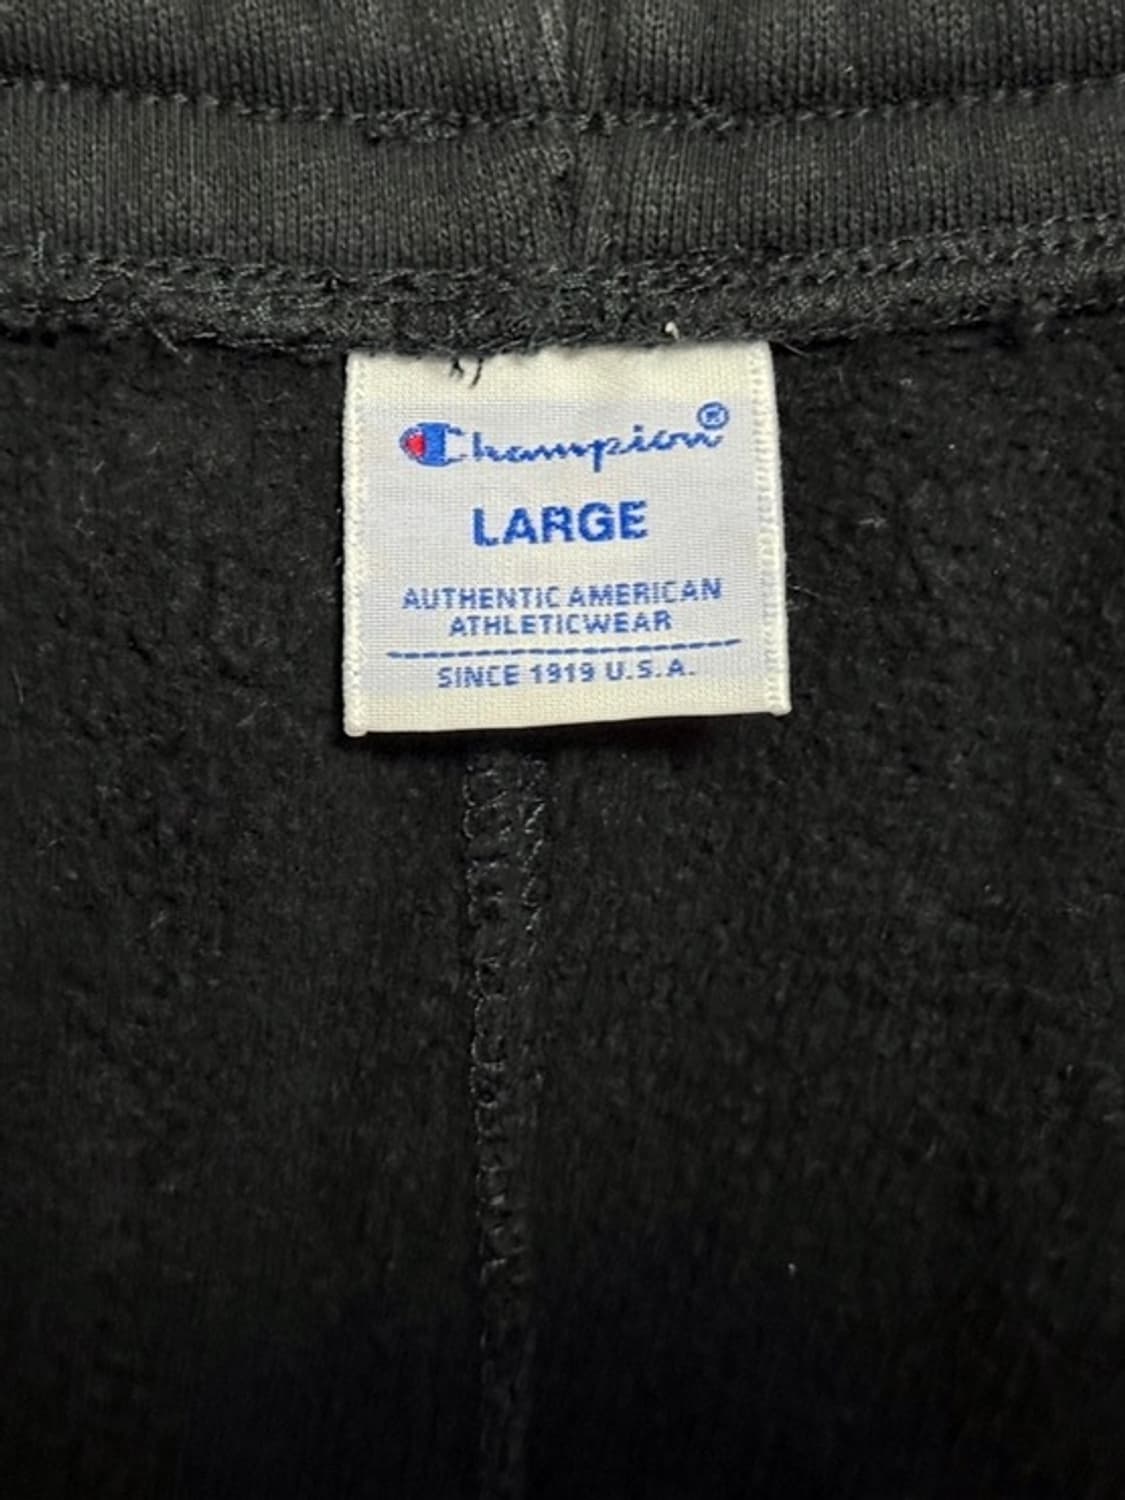 Champion®
LARGE
AUTHENTIC AMERICAN
ATHLETICWEAR
SINCE 1919 U.S.A.